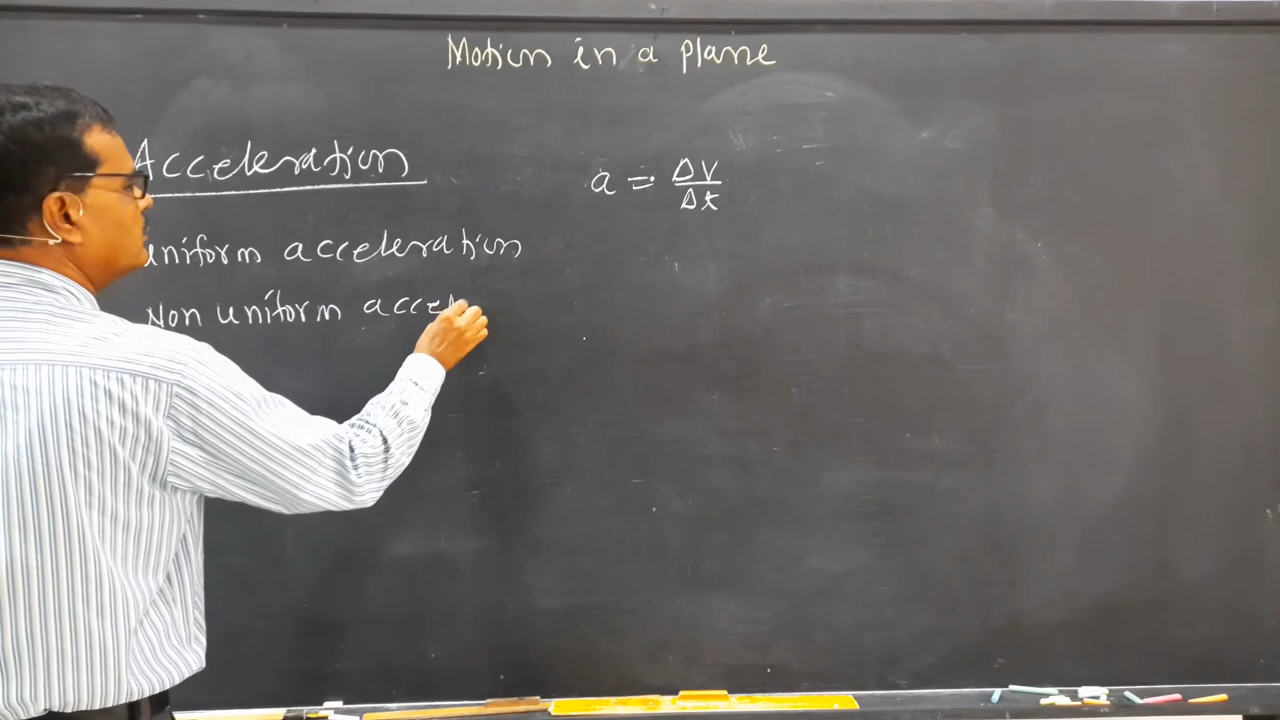 Motion in a plane
Acceleration
a = ΔV/Δt
uniform acceleration
Non uniform accel